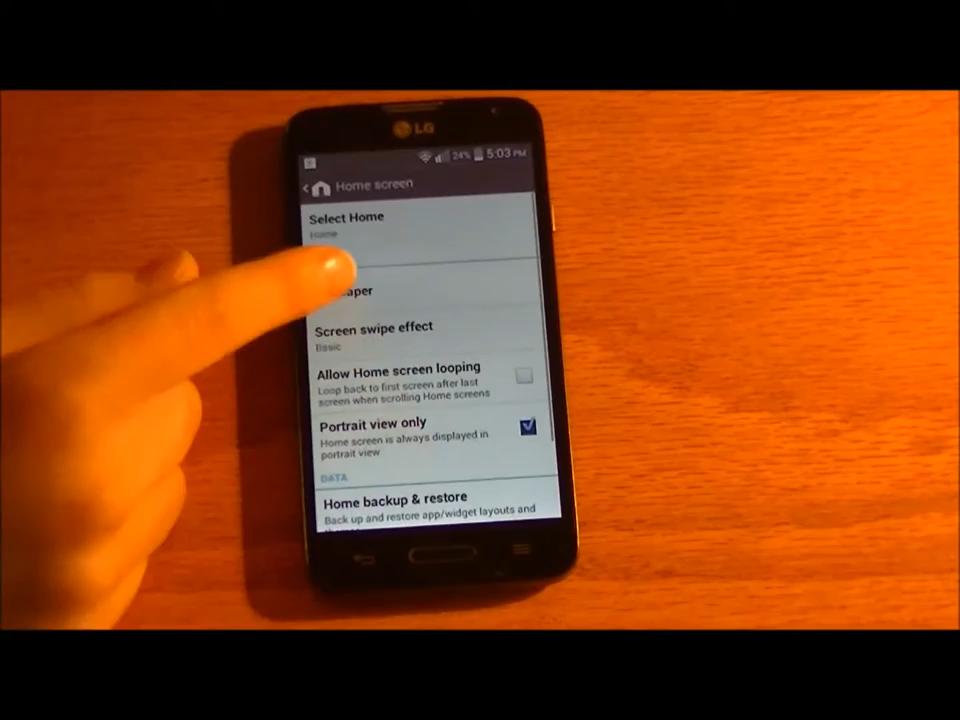 LG
24% 5:03 PM
Home screen
Select Home
Home
Screen swipe effect
Basic
Allow Home screen looping
Loop back to first screen after last
screen when scrolling Home screens
Portrait view only
Home screen is always displayed in
portrait view
DATA
Home backup & restore
Back up and restore app/widget layouts and